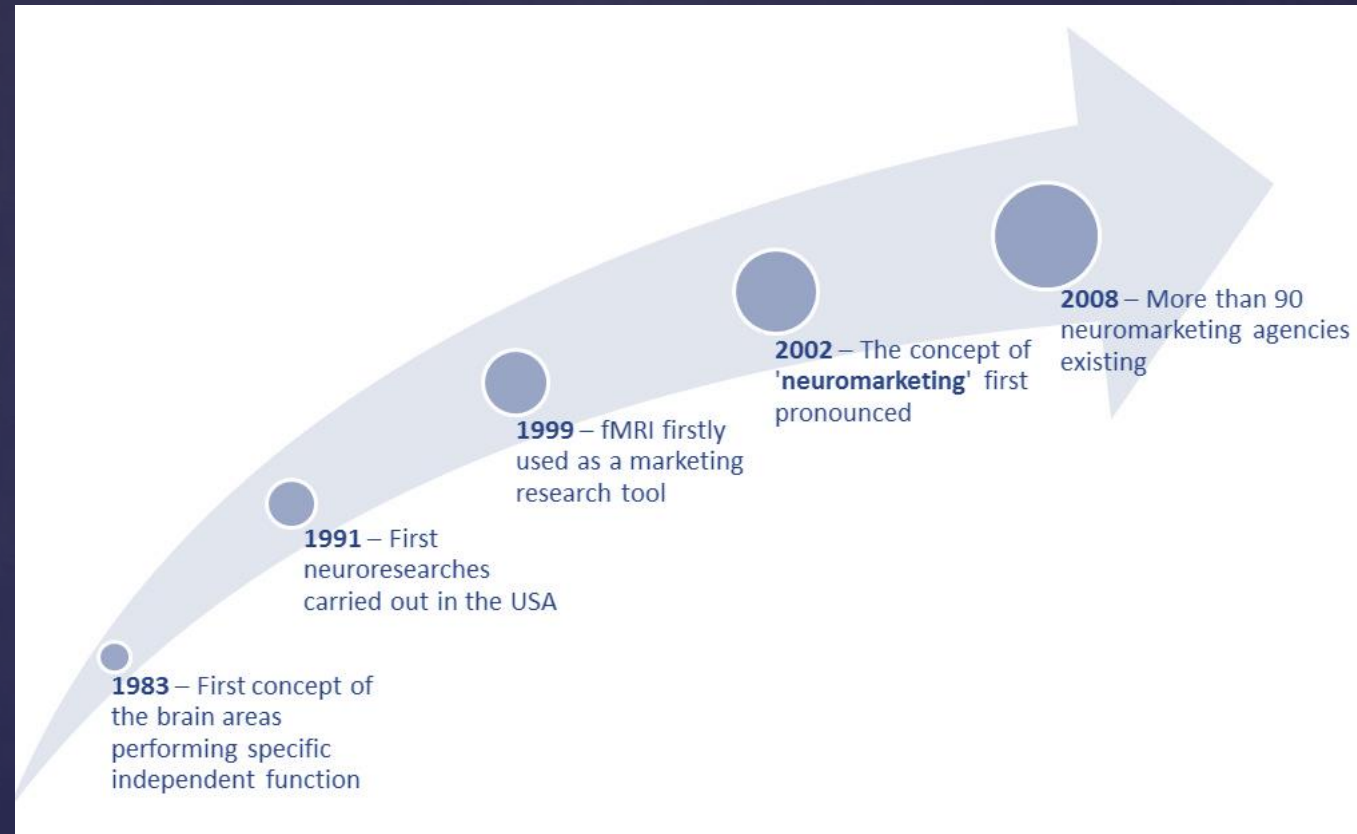 1983 – First concept of
the brain areas
performing specific
independent function
1991 – First
neuroresearches
carried out in the USA
1999 – fMRI firstly
used as a marketing
research tool
2002 – The concept of
'neuromarketing' first
pronounced
2008 – More than 90
neuromarketing agencies
existing